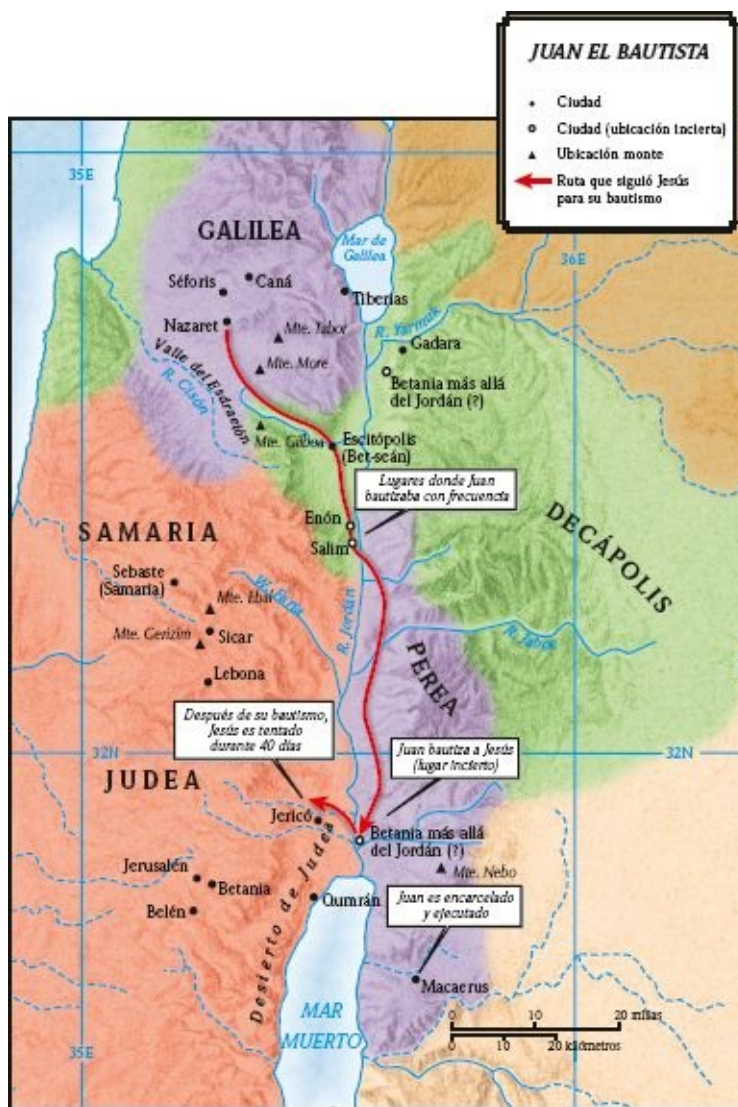 JUAN EL BAUTISTA
Ciudad
Ciudad (ubicación incierta)
Ubicación monte
Ruta que siguió Jesús
para su bautismo
35E
36E
GALILEA
Mar de
Galilea
Séforis
Caná
Tiberias
Nazaret
Mte. Tabor
R. Yarmuk
Gadara
Mte. More
Valle del Esdraelón
R. Cisón
Betania más allá
del Jordán (?)
Mte. Gilboa
Escitópolis
(Bet-seán)
Lugares donde Juan
bautizaba con frecuencia
Enón
Salim
SAMARIA
DECÁPOLIS
Sebaste
(Samaria)
Mte. Ebal
R. Jordán
Mte. Gerizim
Sicar
R. Jaboc
Lebona
PEREA
Después de su bautismo,
Jesús es tentado
durante 40 días
32N
32N
Juan bautiza a Jesús
(lugar incierto)
JUDEA
Jericó
Betania más allá
del Jordán (?)
Mte. Nebo
Jerusalén
Betania
Belén
Desierto de Judea
Qumrán
Juan es encarcelado
y ejecutado
Macaerus
MAR
MUERTO
0 10 20 millas
0 10 20 kilómetros
35E